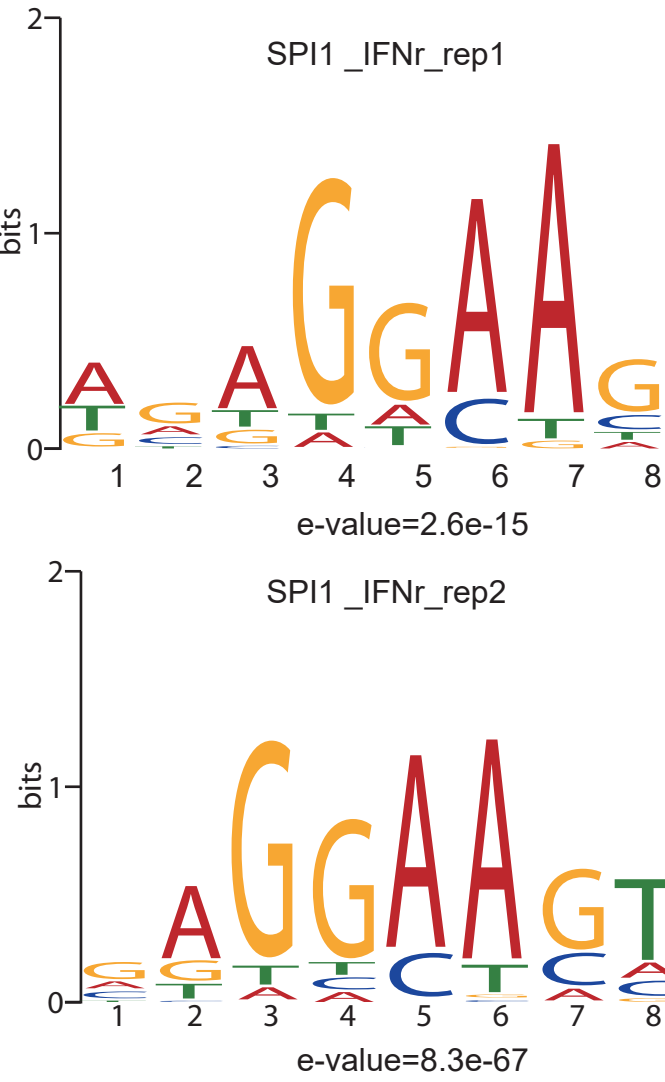 2
SPI1 _IFNr_rep1
bits
1
A G A G G A A G
T A T T A C T C
G C G A T G T
T C A
0
1 2 3 4 5 6 7 8
e-value=2.6e-15
2
SPI1 _IFNr_rep2
bits
1
G A G G A A G T
A G T T C T C A
C T A C G A C
A C G
0
1 2 3 4 5 6 7 8
e-value=8.3e-67